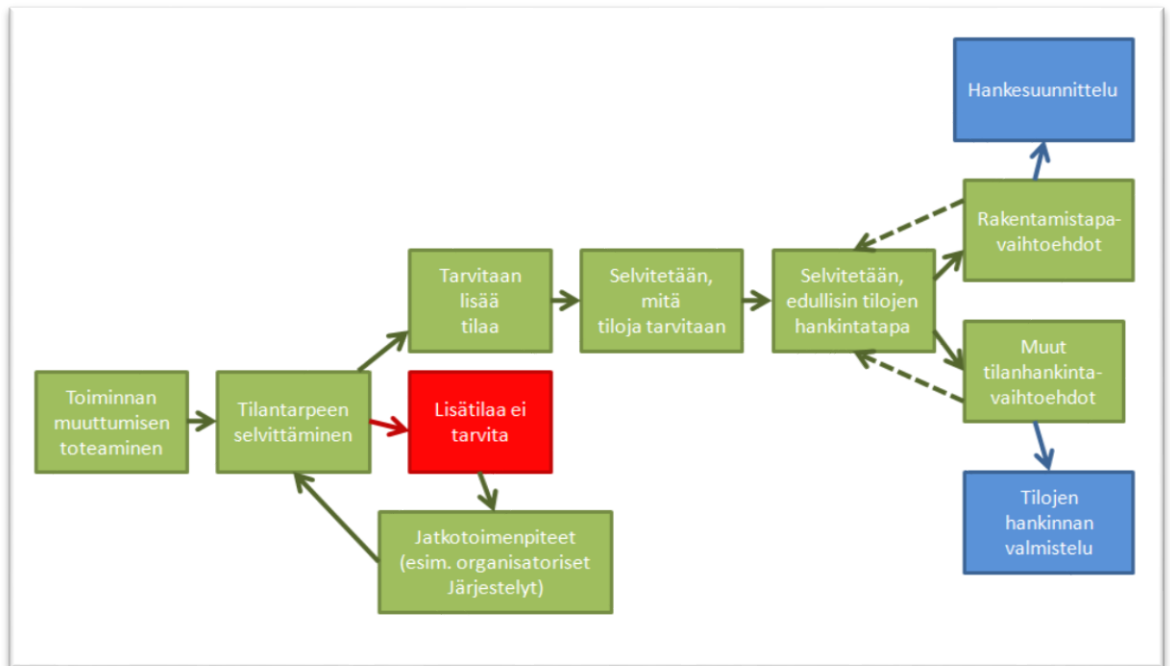 Toiminnan
muuttumisen
toteaminen
Tilantarpeen
selvittäminen
Tarvitaan
lisää
tilaa
Lisätilaa ei
tarvita
Jatkotoimenpiteet
(esim. organisatoriset
Järjestelyt)
Selvitetään,
mitä
tiloja tarvitaan
Selvitetään,
edullisin tilojen
hankintatapa
Hankesuunnittelu
Rakentamistapa-
vaihtoehdot
Muut
tilanhankinta-
vaihtoehdot
Tilojen
hankinnan
valmistelu